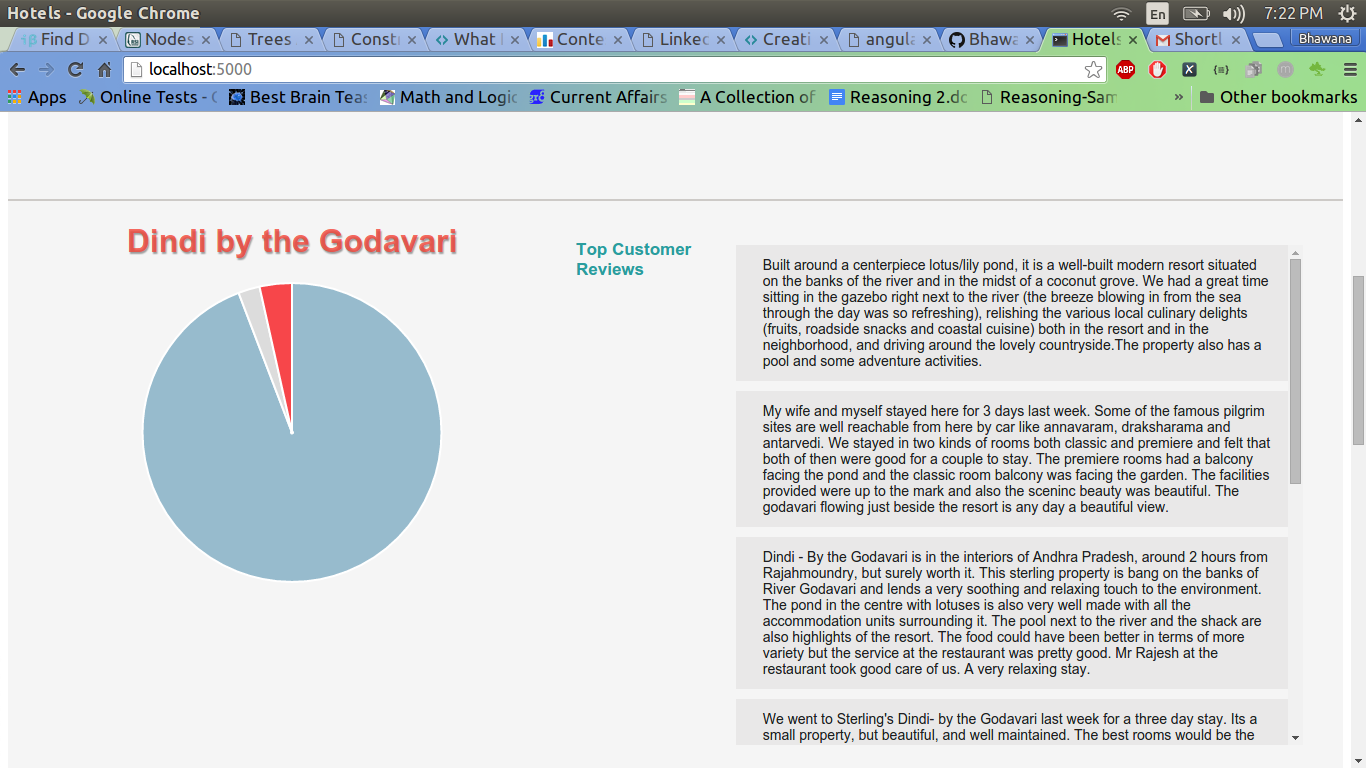 Hotels - Google Chrome
En
7:22 PM
Find D
Nodes
Trees
Const
What
Conte
Linked
Creati
angula
Bhawa
Hotels
Shortl
Bhawana
localhost:5000
ABP
Apps
Online Tests - 
Best Brain Teas
Math and Logic
Current Affairs
A Collection of
Reasoning 2.do
Reasoning-Sam
»
Other bookmarks
Dindi by the Godavari
Top Customer
Reviews
Built around a centerpiece lotus/lily pond, it is a well-built modern resort situated
on the banks of the river and in the midst of a coconut grove. We had a great time
sitting in the gazebo right next to the river (the breeze blowing in from the sea
through the day was so refreshing), relishing the various local culinary delights
(fruits, roadside snacks and coastal cuisine) both in the resort and in the
neighborhood, and driving around the lovely countryside.The property also has a
pool and some adventure activities.
My wife and myself stayed here for 3 days last week. Some of the famous pilgrim
sites are well reachable from here by car like annavaram, draksharama and
antarvedi. We stayed in two kinds of rooms both classic and premiere and felt that
both of then were good for a couple to stay. The premiere rooms had a balcony
facing the pond and the classic room balcony was facing the garden. The facilities
provided were up to the mark and also the sceninc beauty was beautiful. The
godavari flowing just beside the resort is any day a beautiful view.
Dindi - By the Godavari is in the interiors of Andhra Pradesh, around 2 hours from
Rajahmoundry, but surely worth it. This sterling property is bang on the banks of
River Godavari and lends a very soothing and relaxing touch to the environment.
The pond in the centre with lotuses is also very well made with all the
accommodation units surrounding it. The pool next to the river and the shack are
also highlights of the resort. The food could have been better in terms of more
variety but the service at the restaurant was pretty good. Mr Rajesh at the
restaurant took good care of us. A very relaxing stay.
We went to Sterling's Dindi- by the Godavari last week for a three day stay. Its a
small property, but beautiful, and well maintained. The best rooms would be the